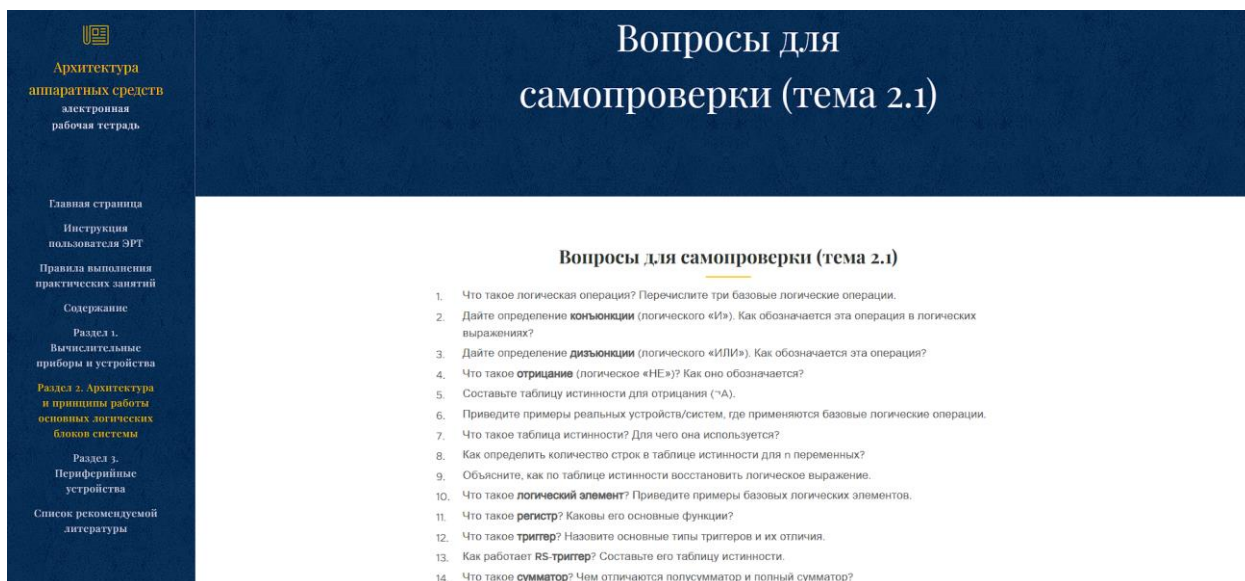 Архитектура
аппаратных средств
электронная
рабочая тетрадь
Главная страница
Инструкция
пользователя ЭРТ
Правила выполнения
практических занятий
Содержание
Раздел 1.
Вычислительные
приборы и устройства
Раздел 2. Архитектура
и принципы работы
основных логических
блоков системы
Раздел 3.
Периферийные
устройства
Список рекомендуемой
литературы
Вопросы для
самопроверки (тема 2.1)
Вопросы для самопроверки (тема 2.1)
1. Что такое логическая операция? Перечислите три базовые логические операции.
2. Дайте определение конъюнкции (логического «И»). Как обозначается эта операция в логических
выражениях?
3. Дайте определение дизъюнкции (логического «ИЛИ»). Как обозначается эта операция?
4. Что такое отрицание (логическое «НЕ»)? Как оно обозначается?
5. Составьте таблицу истинности для отрицания (¬A).
6. Приведите примеры реальных устройств/систем, где применяются базовые логические операции.
7. Что такое таблица истинности? Для чего она используется?
8. Как определить количество строк в таблице истинности для n переменных?
9. Объясните, как по таблице истинности восстановить логическое выражение.
10. Что такое логический элемент? Приведите примеры базовых логических элементов.
11. Что такое регистр? Каковы его основные функции?
12. Что такое триггер? Назовите основные типы триггеров и их отличия.
13. Как работает RS-триггер? Составьте его таблицу истинности.
14. Что такое сумматор? Чем отличаются полусумматор и полный сумматор?